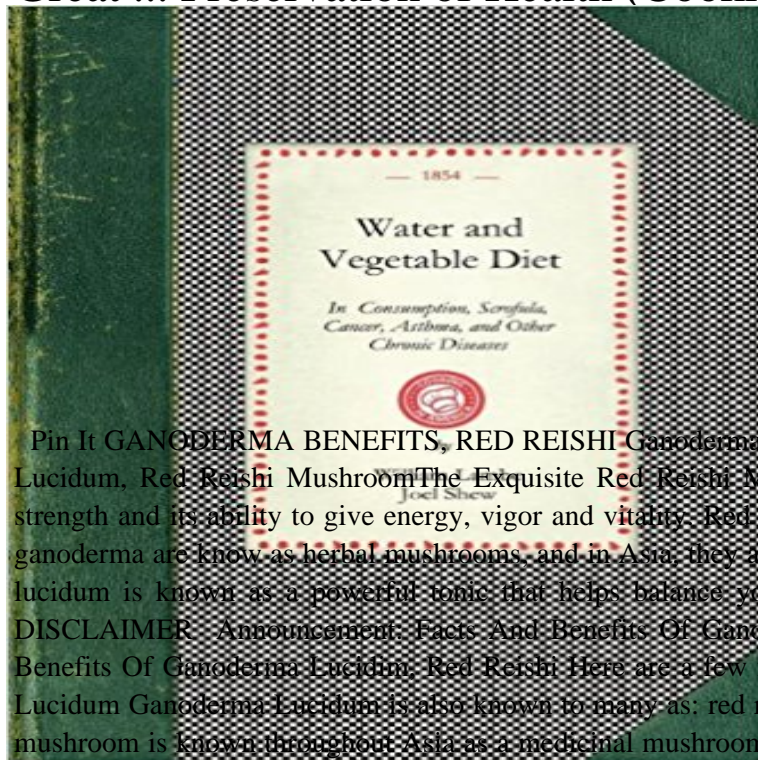 — 1854 —
Water and
Vegetable Diet
In Consumption, Scrofula,
Cancer, Asthma, and Other
Chronic Diseases
Pin It GANODERMA BENEFITS, RED REISHI Ganoderma
Lucidum, Red Reishi MushroomThe Exquisite Red Reishi M
Joel Shew
strength and its ability to give energy, vigor and vitality. Red
ganoderma are know as herbal mushrooms. and in Asia, they a
lucidum is known as a powerful tonic that helps balance yo
DISCLAIMER Announcement: Facts And Benefits Of Gano
Benefits Of Ganoderma Lucidum, Red Reishi Here are a few
Lucidum Ganoderma Lucidum is also known to many as: red r
mushroom is known throughout Asia as a medicinal mushroom